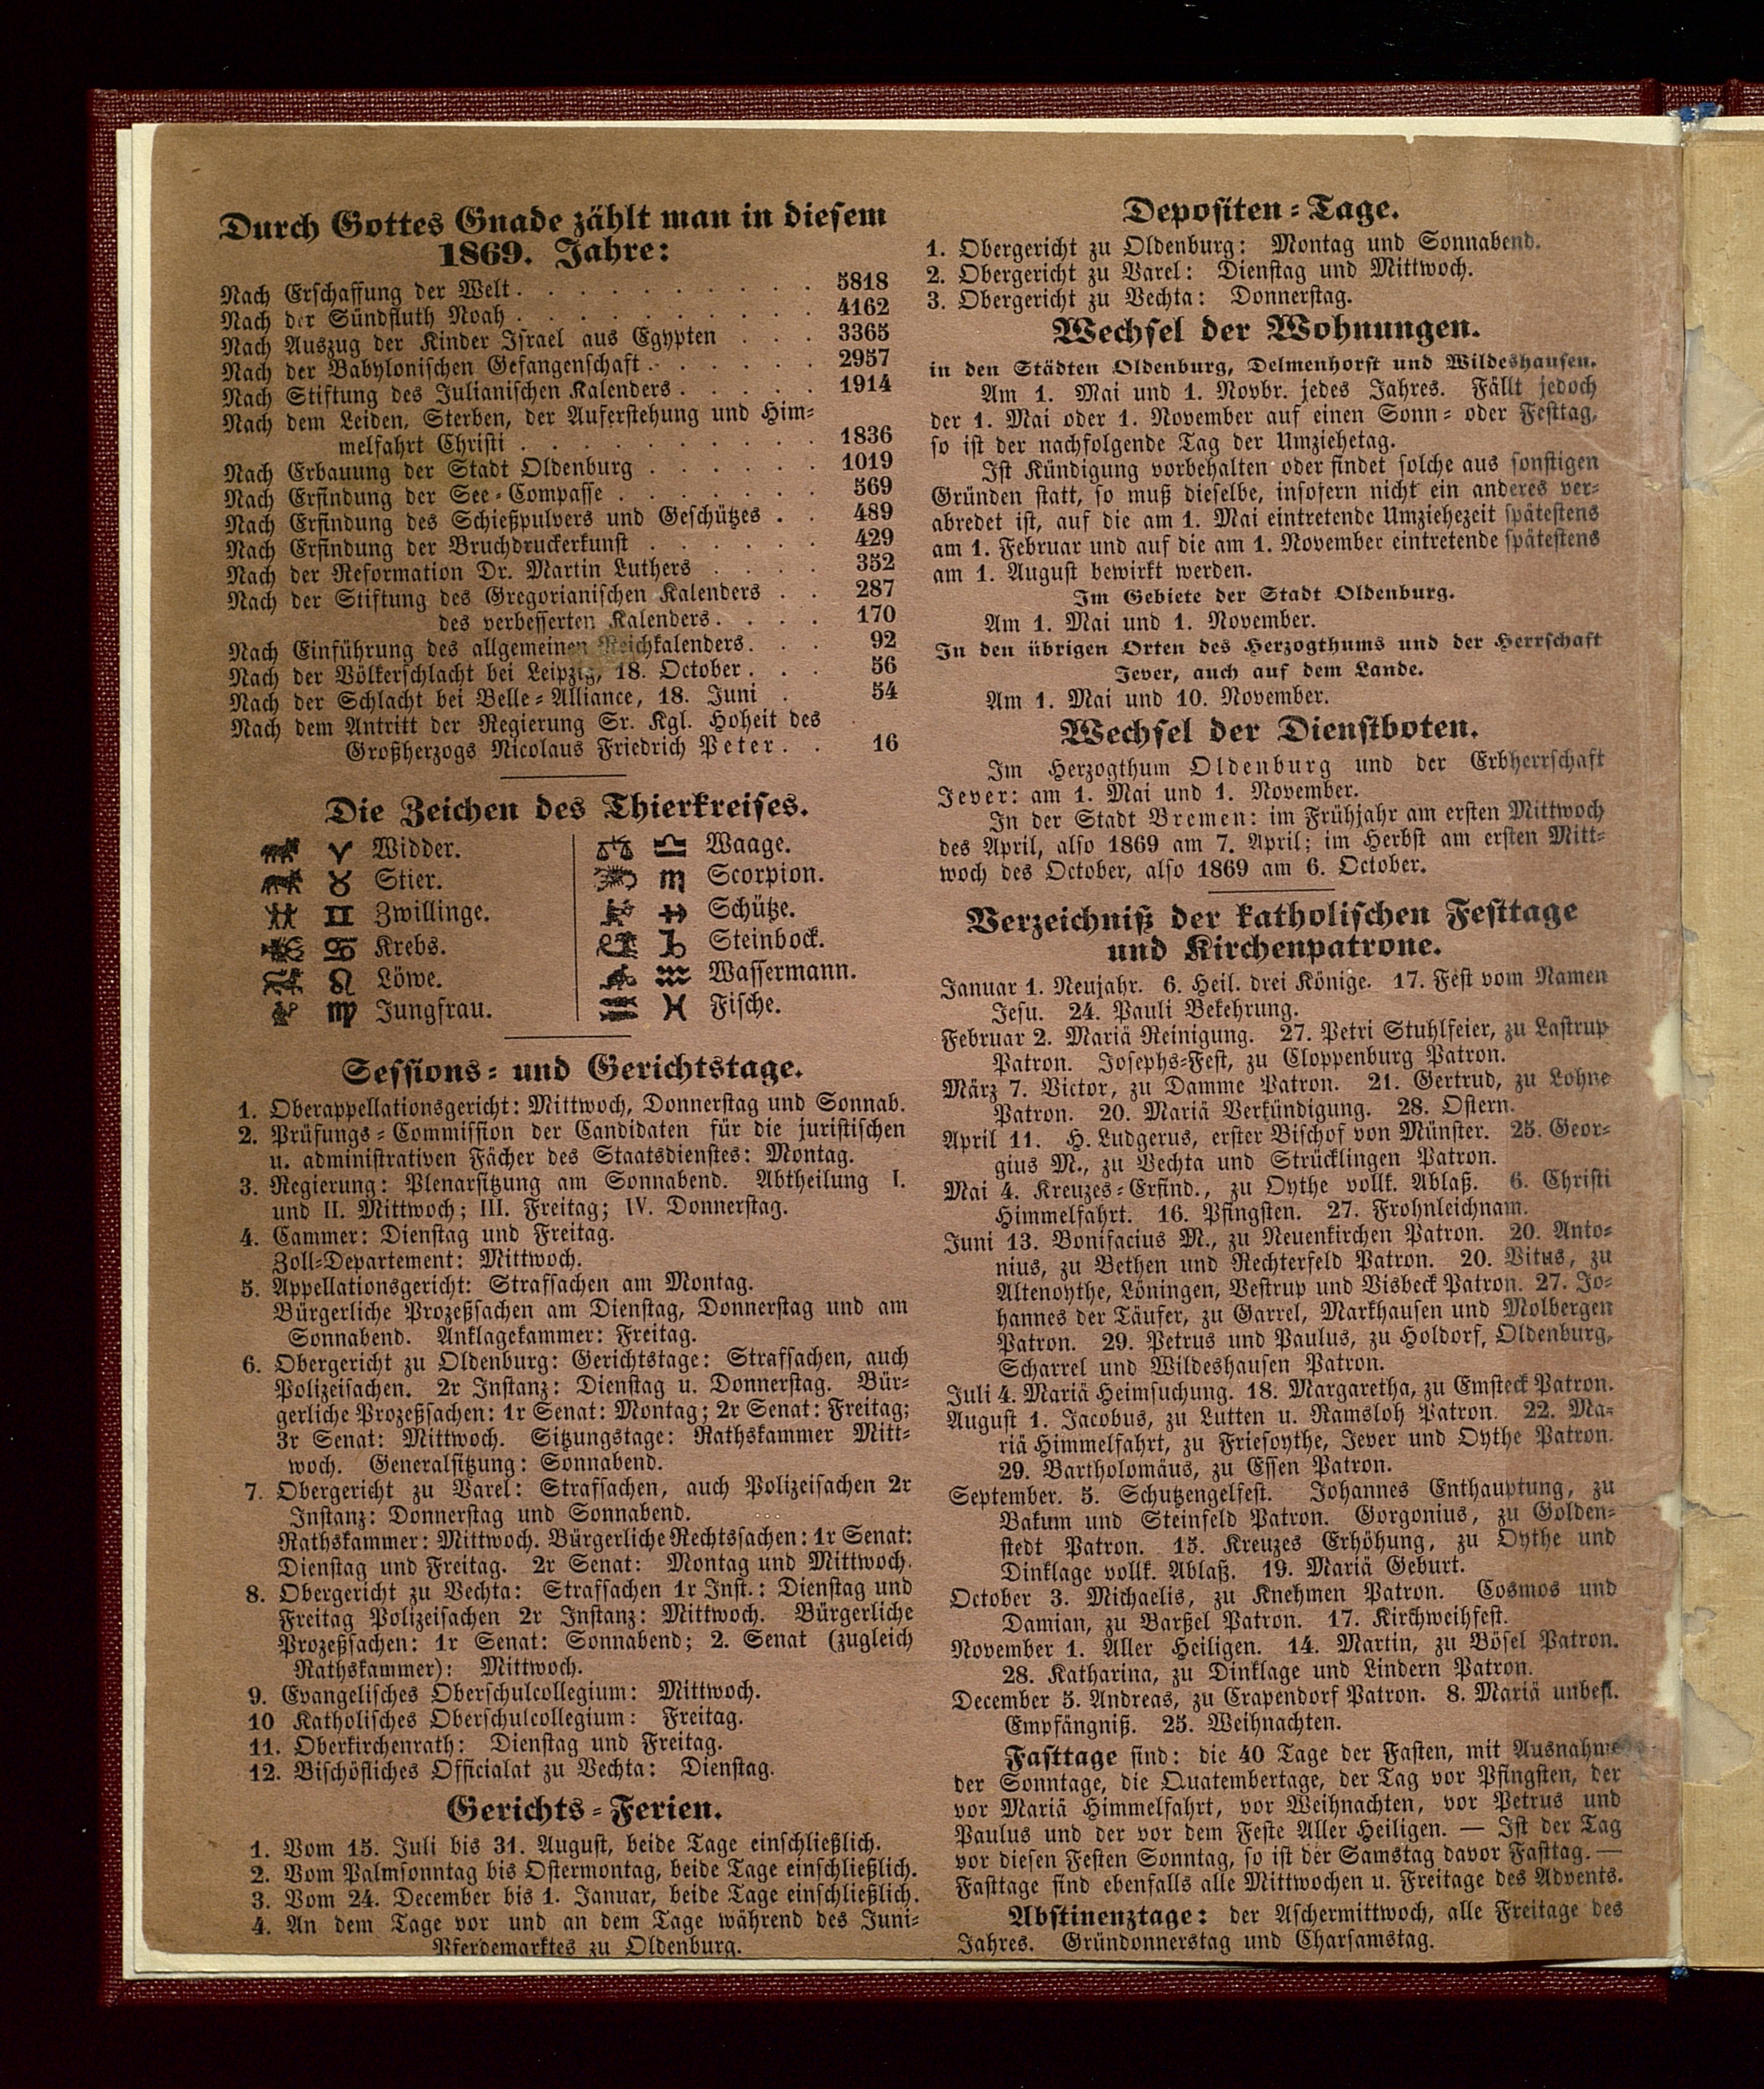 Durch Gottes Gnade zählt man in diesem
1869. Jahre:
Nach Erschaffung der Welt . . . . . . . . . . 5818
Nach der Sündfluth Noah . . . . . . . . . . 4162
Nach Auszug der Kinder Israel aus Egypten . . . 3365
Nach der Babylonischen Gefangenschaft . . . . . . 2957
Nach Stiftung des Julianischen Kalenders . . . . . 1914
Nach dem Leiden, Sterben, der Auferstehung und Him-
melfahrt Christi . . . . . . . . . . 1836
Nach Erbauung der Stadt Oldenburg . . . . . . 1019
Nach Erfindung der See-Compasse . . . . . . . 569
Nach Erfindung des Schießpulvers und Geschützes . . 489
Nach Erfindung der Bruchdruckerkunst . . . . . . 429
Nach der Reformation Dr. Martin Luthers . . . . 352
Nach der Stiftung des Gregorianischen Kalenders . . 287
des verbesserten Kalenders . . . . 170
Nach Einführung des allgemeinen Reichkalenders. . . 92
Nach der Völkerschlacht bei Leipzig, 18. October . . . 56
Nach der Schlacht bei Belle-Alliance, 18. Juni . 54
Nach dem Antritt der Regierung Sr. Kgl. Hoheit des
Großherzogs Nicolaus Friedrich Peter . . 16
Die Zeichen des Thierkreises.
♈ Widder.
♉ Stier.
♊ Zwillinge.
♋ Krebs.
♌ Löwe.
♍ Jungfrau.
♎ Waage.
♏ Scorpion.
♐ Schütze.
♑ Steinbock.
♒ Wassermann.
♓ Fische.
Sessions- und Gerichtstage.
1. Oberappellationsgericht: Mittwoch, Donnerstag und Sonnab.
2. Prüfungs-Commission der Candidaten für die juristischen
u. administrativen Fächer des Staatsdienstes: Montag.
3. Regierung: Plenarsitzung am Sonnabend. Abtheilung I.
und II. Mittwoch; III. Freitag; IV. Donnerstag.
4. Cammer: Dienstag und Freitag.
Zoll-Departement: Mittwoch.
5. Appellationsgericht: Strafsachen am Montag.
Bürgerliche Prozeßsachen am Dienstag, Donnerstag und am
Sonnabend. Anklagekammer: Freitag.
6. Obergericht zu Oldenburg: Gerichtstage: Strafsachen, auch
Polizeisachen. 2r Instanz: Dienstag u. Donnerstag. Bür-
gerliche Prozeßsachen: 1r Senat: Montag; 2r Senat: Freitag;
3r Senat: Mittwoch. Sitzungstage: Rathskammer Mitt-
woch. Generalsitzung: Sonnabend.
7. Obergericht zu Varel: Strafsachen, auch Polizeisachen 2r
Instanz: Donnerstag und Sonnabend.
Rathskammer: Mittwoch. Bürgerliche Rechtssachen: 1r Senat:
Dienstag und Freitag. 2r Senat: Montag und Mittwoch.
8. Obergericht zu Vechta: Strafsachen 1r Inst.: Dienstag und
Freitag Polizeisachen 2r Instanz: Mittwoch. Bürgerliche
Prozeßsachen: 1r Senat: Sonnabend; 2. Senat (zugleich
Rathskammer): Mittwoch.
9. Evangelisches Oberschulcollegium: Mittwoch.
10 Katholisches Oberschulcollegium: Freitag.
11. Oberkirchenrath: Dienstag und Freitag.
12. Bischöfliches Officialat zu Vechta: Dienstag.
Gerichts-Ferien.
1. Vom 15. Juli bis 31. August, beide Tage einschließlich.
2. Vom Palmsonntag bis Ostermontag, beide Tage einschließlich.
3. Vom 24. December bis 1. Januar, beide Tage einschließlich.
4. An dem Tage vor und an dem Tage während des Juni-
Pferdemarktes zu Oldenburg.
Depositen-Tage.
1. Obergericht zu Oldenburg: Montag und Sonnabend.
2. Obergericht zu Varel: Dienstag und Mittwoch.
3. Obergericht zu Vechta: Donnerstag.
Wechsel der Wohnungen.
in den Städten Oldenburg, Delmenhorst und Wildeshausen.
Am 1. Mai und 1. Novbr. jedes Jahres. Fällt jedoch
der 1. Mai oder 1. November auf einen Sonn- oder Festtag,
so ist der nachfolgende Tag der Umziehetag.
Ist Kündigung vorbehalten oder findet solche aus sonstigen
Gründen statt, so muß dieselbe, insofern nicht ein anderes ver-
abredet ist, auf die am 1. Mai eintretende Umziehezeit spätestens
am 1. Februar und auf die am 1. November eintretende spätestens
am 1. August bewirkt werden.
Im Gebiete der Stadt Oldenburg.
Am 1. Mai und 1. November.
In den übrigen Orten des Herzogthums und der Herrschaft
Jever, auch auf dem Lande.
Am 1. Mai und 10. November.
Wechsel der Dienstboten.
Im Herzogthum Oldenburg und der Erbherrschaft
Jever: am 1. Mai und 1. November.
In der Stadt Bremen: im Frühjahr am ersten Mittwoch
des April, also 1869 am 7. April; im Herbst am ersten Mitt-
woch des October, also 1869 am 6. October.
Verzeichniß der katholischen Festtage
und Kirchenpatrone.
Januar 1. Neujahr. 6. Heil. drei Könige. 17. Fest vom Namen
Jesu. 24. Pauli Bekehrung.
Februar 2. Mariä Reinigung. 27. Petri Stuhlfeier, zu Lastrup
Patron. Josephs-Fest, zu Cloppenburg Patron.
März 7. Victor, zu Damme Patron. 21. Gertrud, zu Lohne
Patron. 20. Mariä Verkündigung. 28. Ostern.
April 11. H. Ludgerus, erster Bischof von Münster. 25. Geor-
gius M., zu Vechta und Strücklingen Patron.
Mai 4. Kreuzes-Erfind., zu Oythe vollk. Ablaß. 6. Christi
Himmelfahrt. 16. Pfingsten. 27. Frohnleichnam.
Juni 13. Bonifacius M., zu Neuenkirchen Patron. 20. Anto-
nius, zu Bethen und Rechterfeld Patron. 20. Vitus, zu
Altenoythe, Löningen, Vestrup und Visbeck Patron. 27. Jo-
hannes der Täufer, zu Garrel, Markhausen und Molbergen
Patron. 29. Petrus und Paulus, zu Holdorf, Oldenburg,
Scharrel und Wildeshausen Patron.
Juli 4. Mariä Heimsuchung. 18. Margaretha, zu Emsteck Patron.
August 1. Jacobus, zu Lutten u. Ramsloh Patron. 22. Ma-
riä Himmelfahrt, zu Friesoythe, Jever und Oythe Patron.
29. Bartholomäus, zu Essen Patron.
September. 5. Schutzengelfest. Johannes Enthauptung, zu
Bakum und Steinfeld Patron. Gorgonius, zu Golden-
stedt Patron. 15. Kreuzes Erhöhung, zu Oythe und
Dinklage vollk. Ablaß. 19. Mariä Geburt.
October 3. Michaelis, zu Knehmen Patron. Cosmos und
Damian, zu Barßel Patron. 17. Kirchweihfest.
November 1. Aller Heiligen. 14. Martin, zu Bösel Patron.
28. Katharina, zu Dinklage und Lindern Patron.
December 5. Andreas, zu Crapendorf Patron. 8. Mariä unbefl.
Empfängniß. 25. Weihnachten.
Fasttage sind: die 40 Tage der Fasten, mit Ausnahme
der Sonntage, die Quatembertage, der Tag vor Pfingsten, der
vor Mariä Himmelfahrt, vor Weihnachten, vor Petrus und
Paulus und der vor dem Feste Aller Heiligen. — Ist der Tag
vor diesen Festen Sonntag, so ist der Samstag davor Fasttag. —
Fasttage sind ebenfalls alle Mittwochen u. Freitage des Advents.
Abstinenztage: der Aschermittwoch, alle Freitage des
Jahres. Gründonnerstag und Charsamstag.